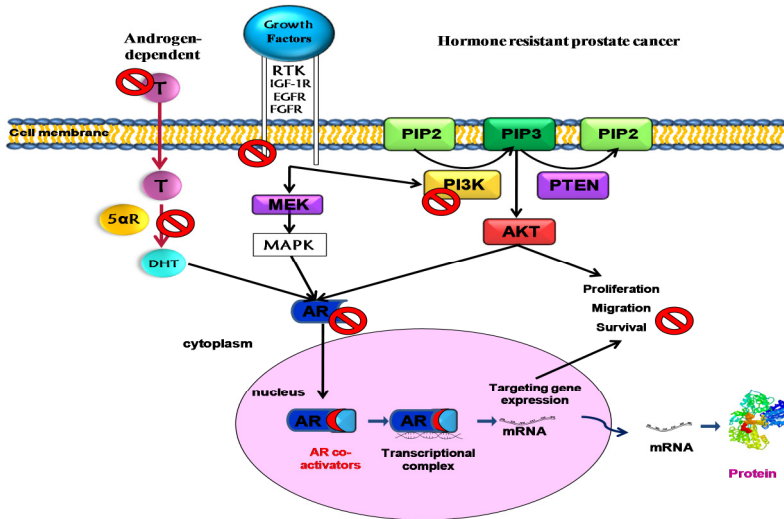 Growth
Factors
Androgen-
dependent
Hormone resistant prostate cancer
RTK
IGF-1R
EGFR
FGFR
T
Cell membrane
PIP2
PIP3
PIP2
T
PI3K
PTEN
MEK
5αR
AKT
MAPK
DHT
Proliferation
Migration
Survival
AR
cytoplasm
nucleus
Targeting gene
expression
AR
AR
mRNA
AR co-
activators
Transcriptional
complex
mRNA
Protein